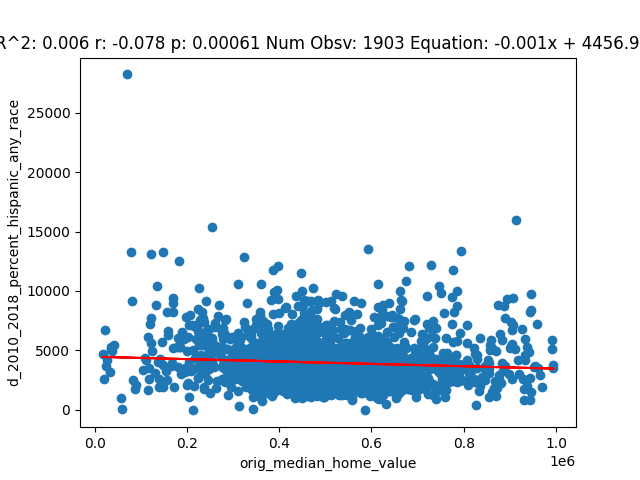 R^2: 0.006 r: -0.078 p: 0.00061 Num Obsv: 1903 Equation: -0.001x + 4456.9
d_2010_2018_percent_hispanic_any_race
25000
20000
15000
10000
5000
0
0.0 0.2 0.4 0.6 0.8 1.0
1e6
orig_median_home_value